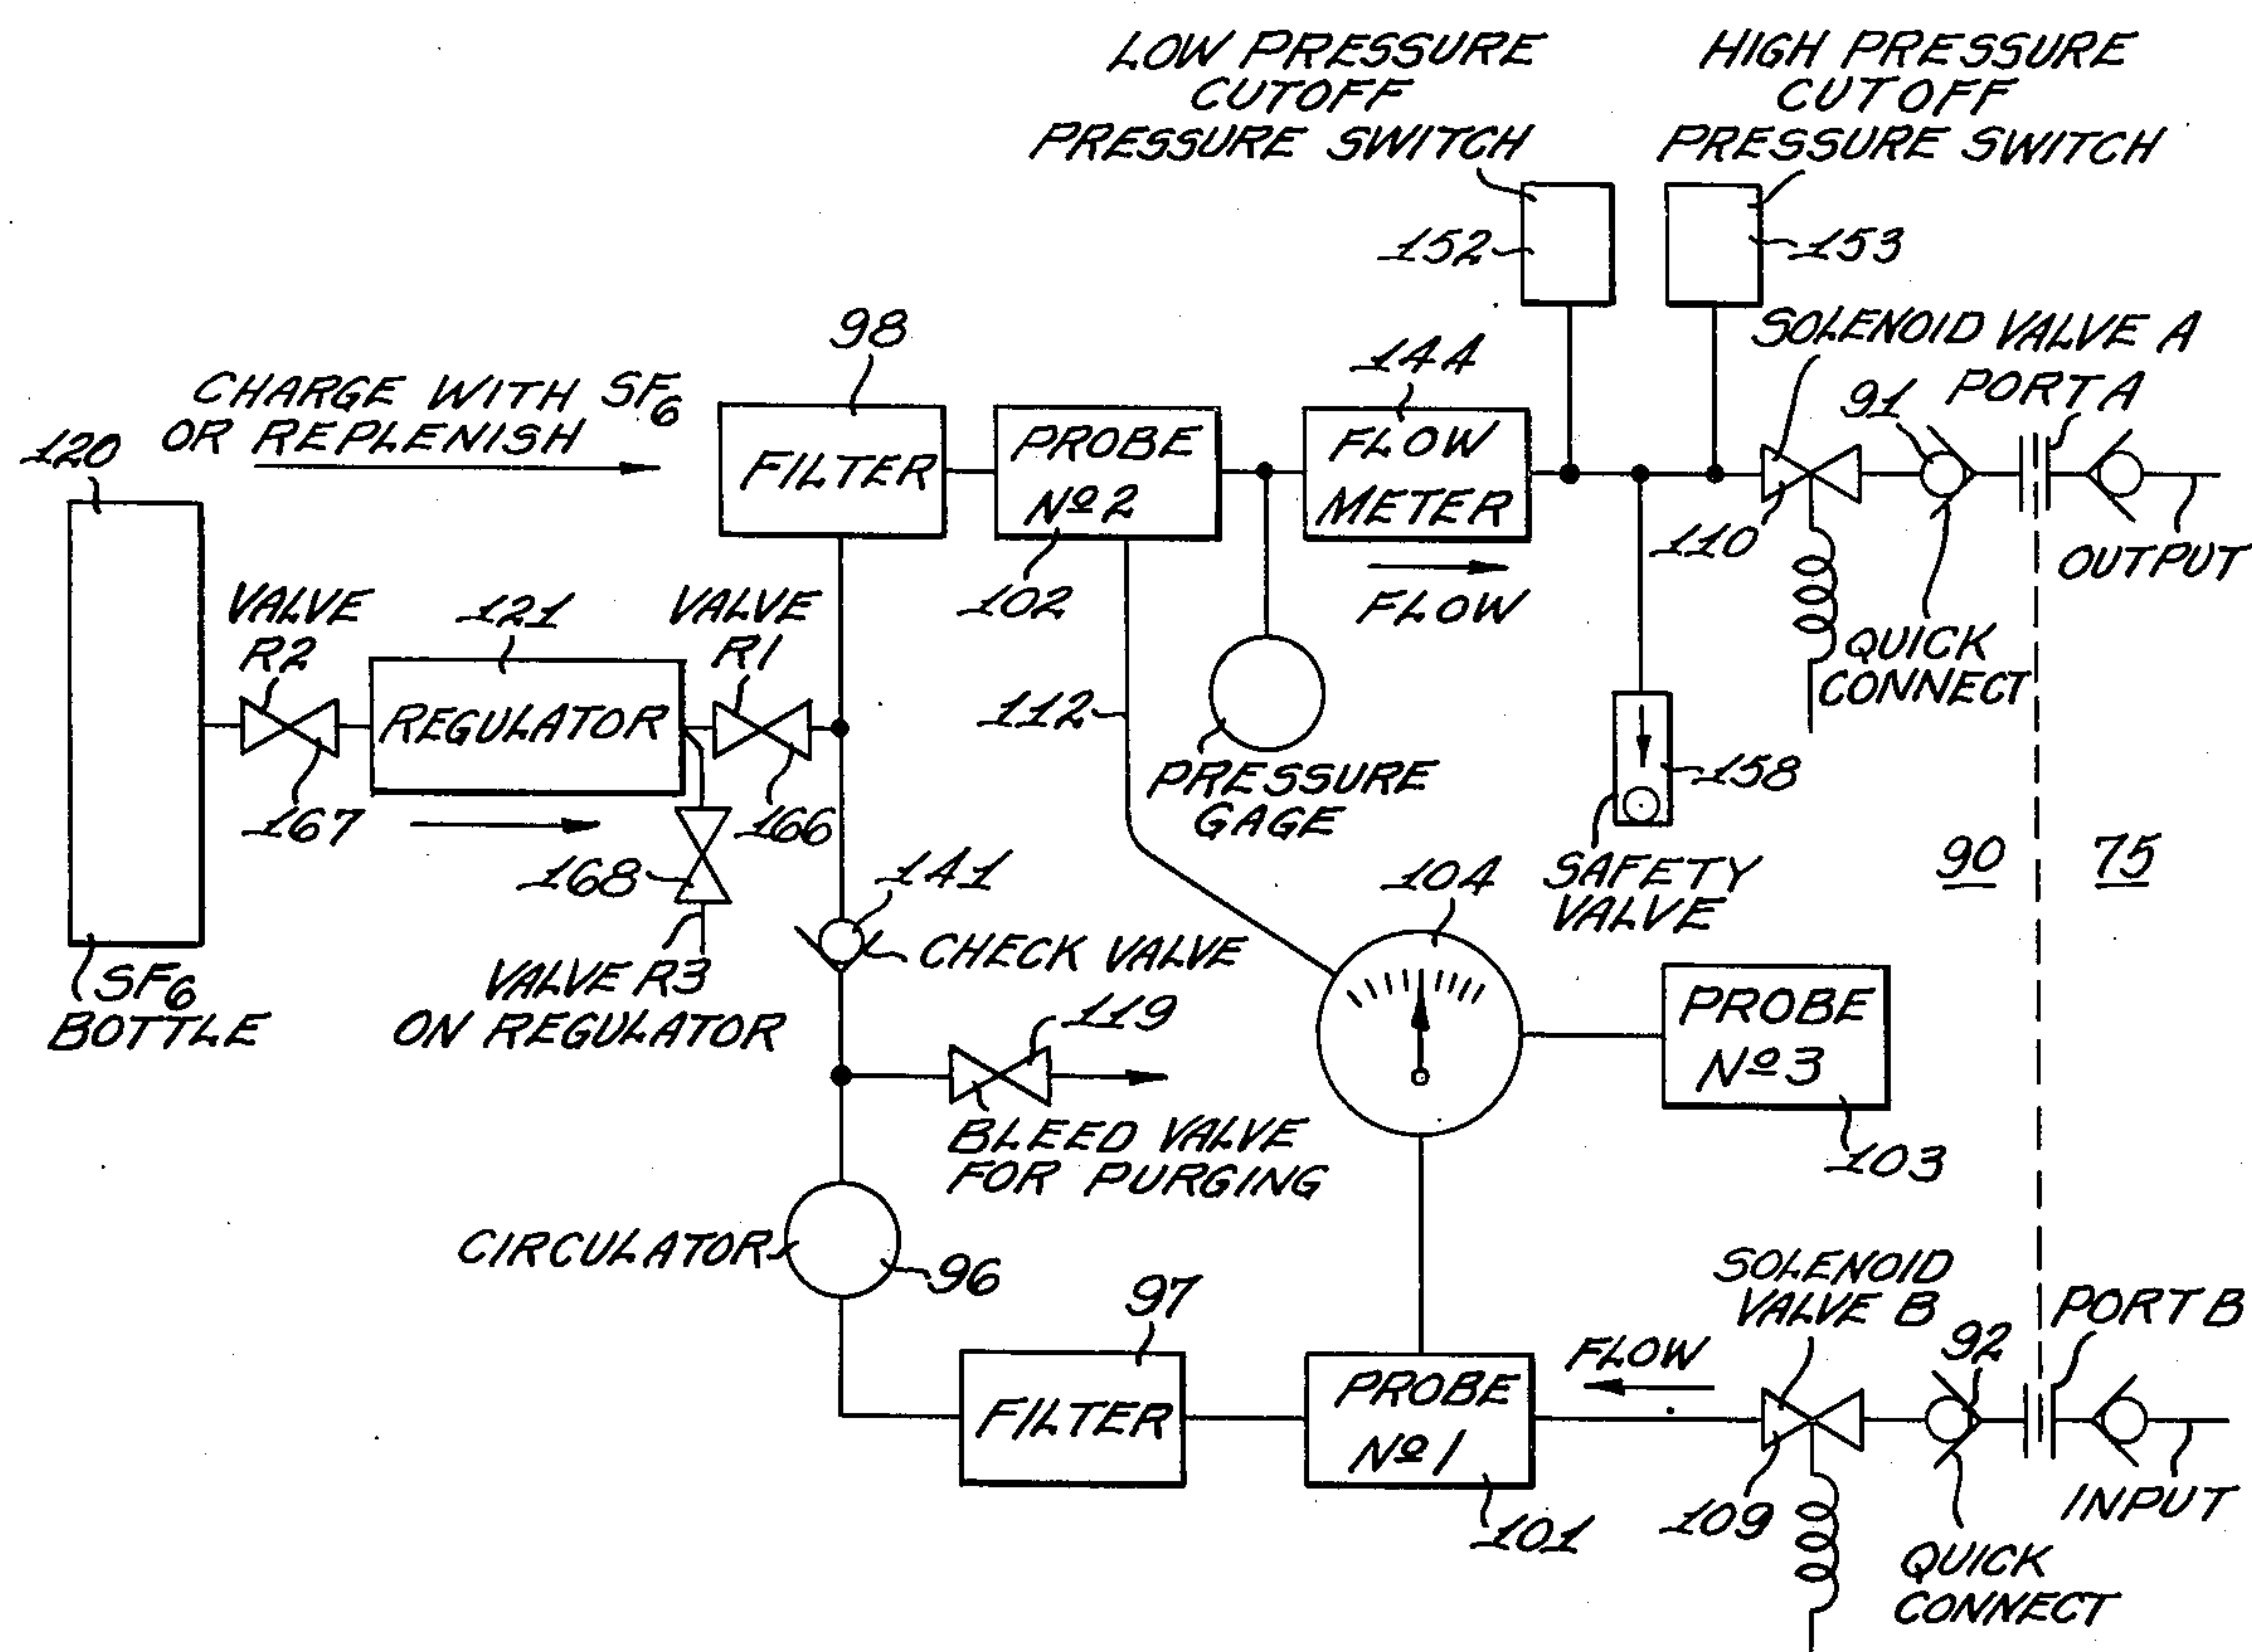 LOW PRESSURE
CUTOFF
PRESSURE SWITCH
HIGH PRESSURE
CUTOFF
PRESSURE SWITCH
152
153
98
144
SOLENOID VALVE A
CHARGE WITH SF6
OR REPLENISH
91
PORT A
120
FILTER
PROBE
Nº2
FLOW
METER
110
OUTPUT
102
FLOW
VALVE
R2
121
VALVE
R1
QUICK
CONNECT
112
REGULATOR
PRESSURE
GAGE
158
167
166
168
141
104
SAFETY
VALVE
90
75
CHECK VALVE
SF6
BOTTLE
VALVE R3
ON REGULATOR
119
PROBE
Nº3
BLEED VALVE
FOR PURGING
103
CIRCULATOR
96
97
SOLENOID
VALVE B
PORT B
FLOW
92
FILTER
PROBE
Nº1
INPUT
101
109
QUICK
CONNECT